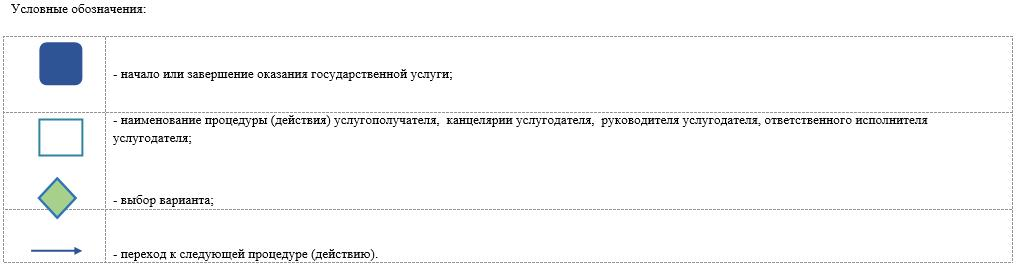 Условные обозначения:
- начало или завершение оказания государственной услуги;
- наименование процедуры (действия) услугополучателя, канцелярии услугодателя, руководителя услугодателя, ответственного исполнителя
услугодателя;
- выбор варианта;
- переход к следующей процедуре (действию).